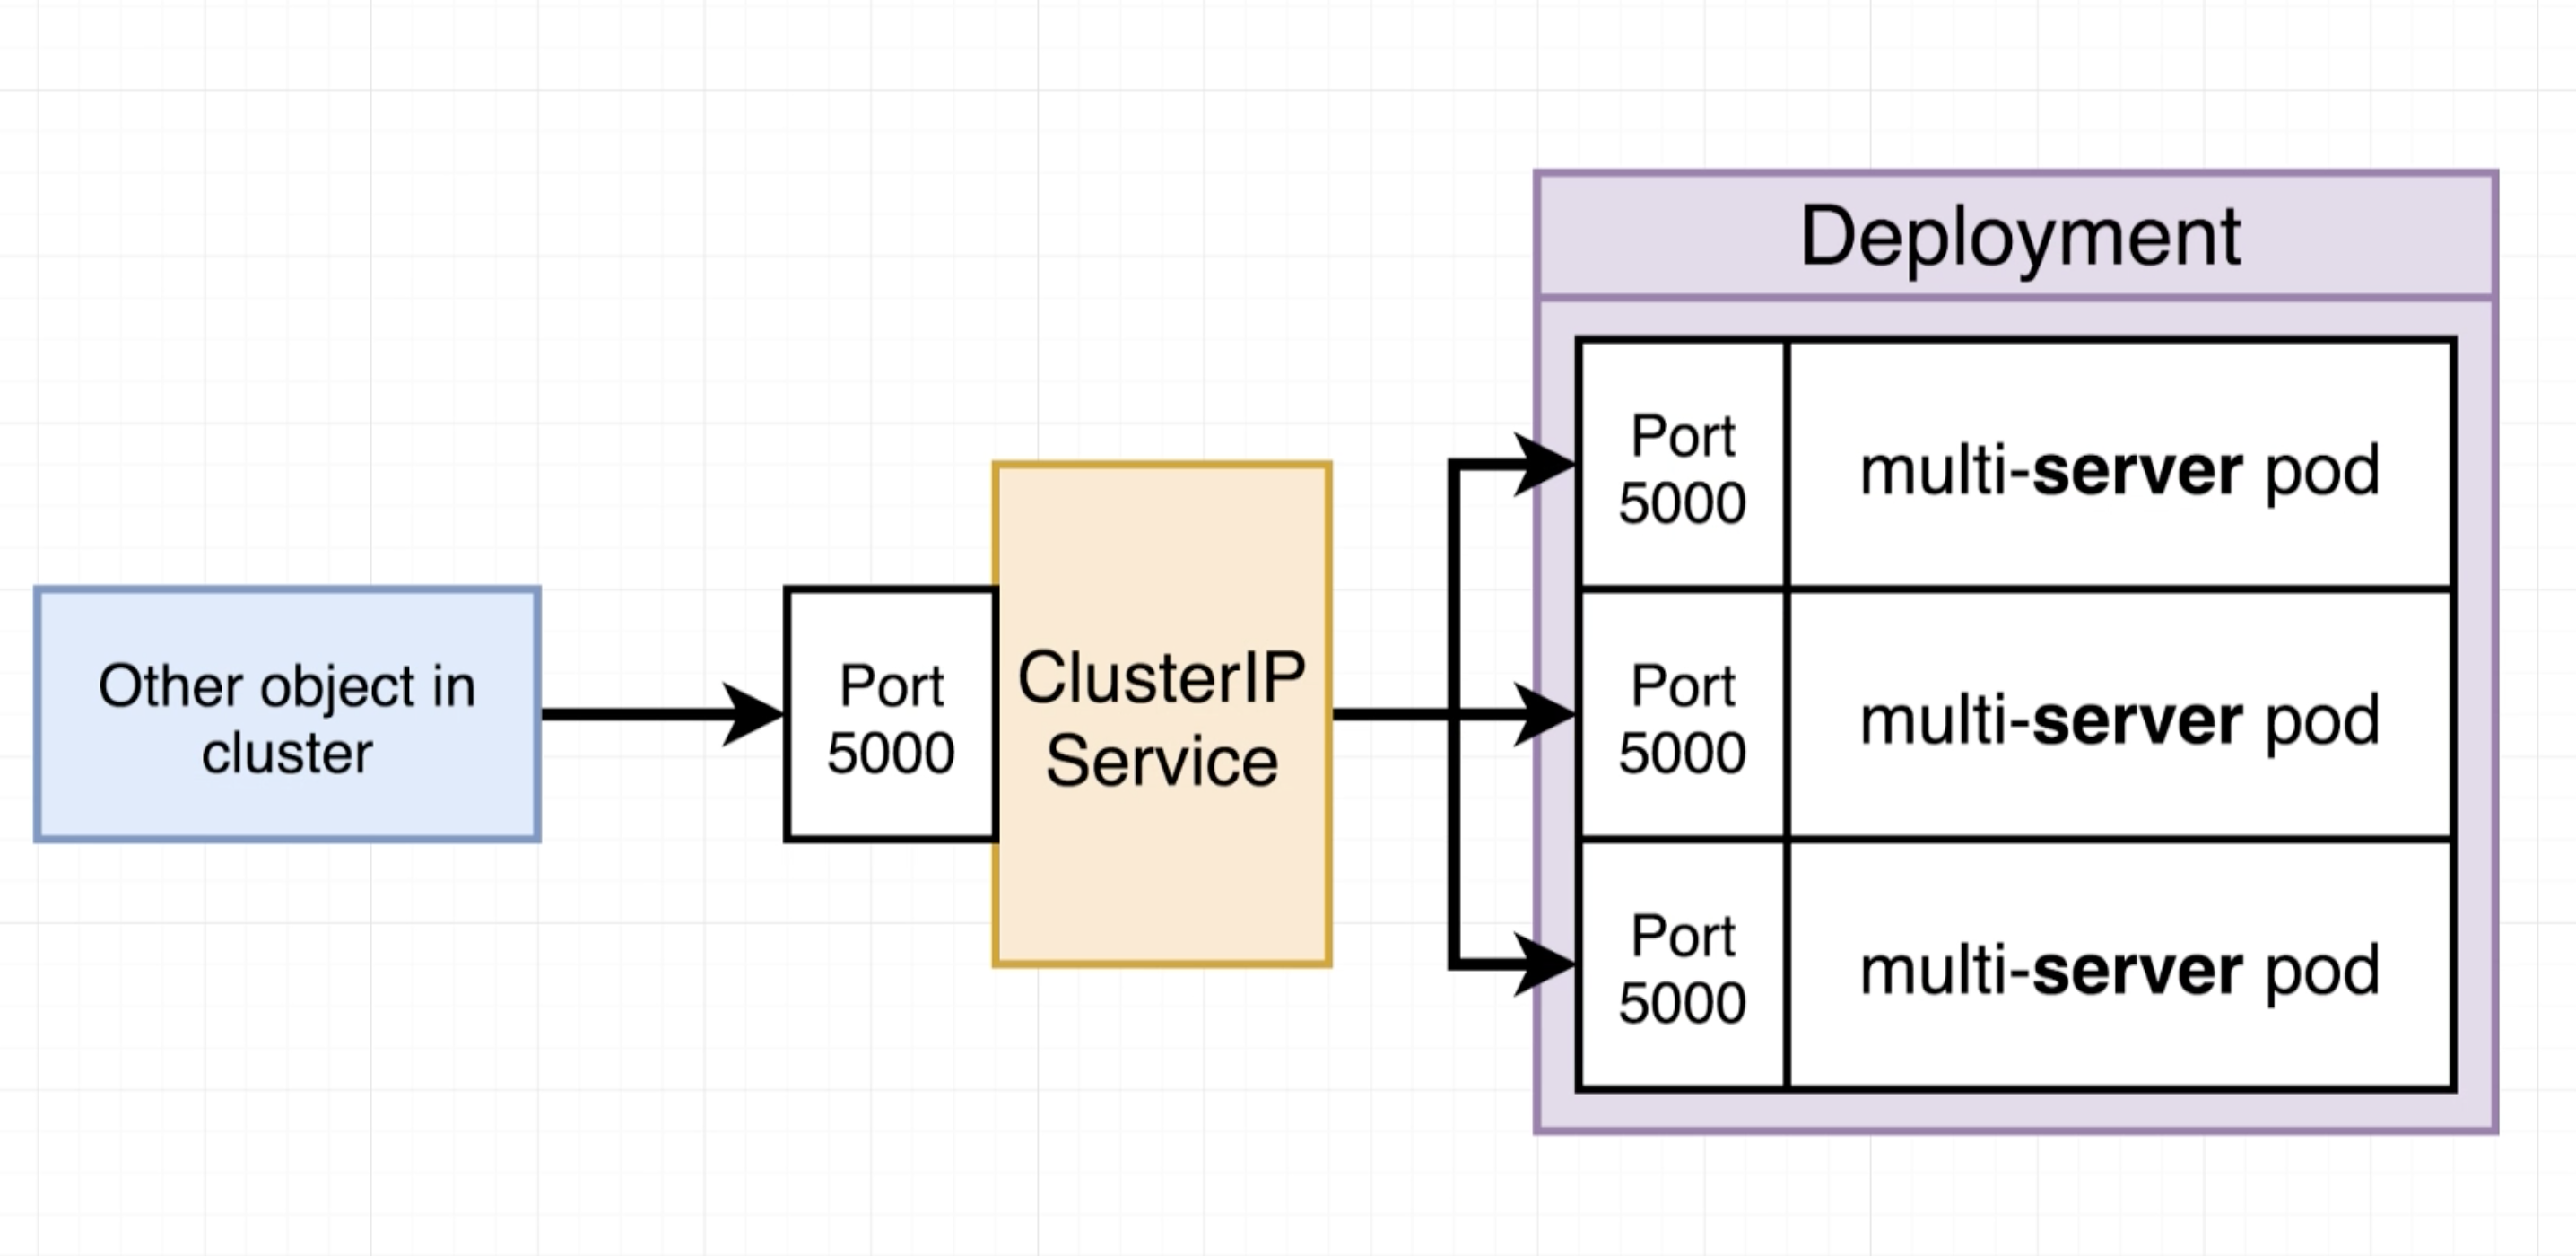 Deployment
Port
5000
multi-server pod
Other object in
cluster
Port
5000
ClusterIP
Service
Port
5000
multi-server pod
Port
5000
multi-server pod